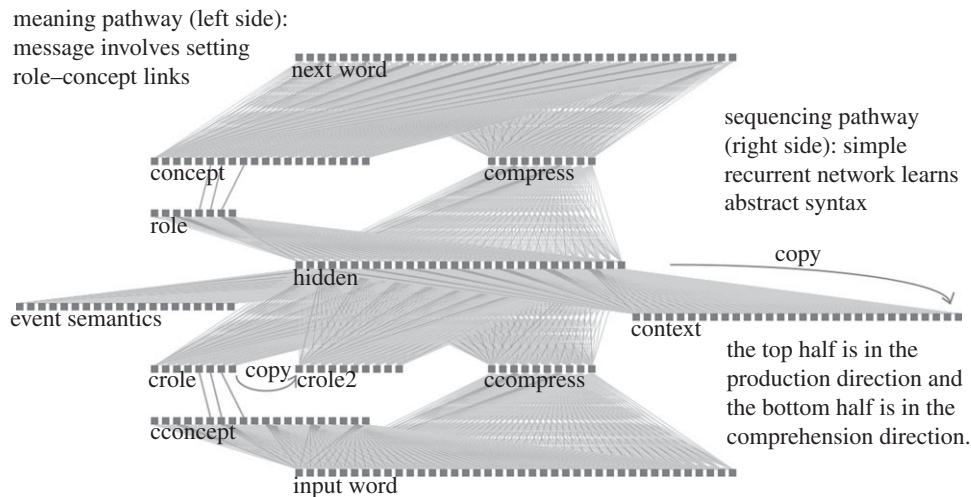 meaning pathway (left side):
message involves setting
role–concept links
next word
sequencing pathway
(right side): simple
recurrent network learns
abstract syntax
concept
compress
role
copy
hidden
event semantics
context
crole
copy
crole2
ccompress
the top half is in the
production direction and
the bottom half is in the
comprehension direction.
cconcept
input word